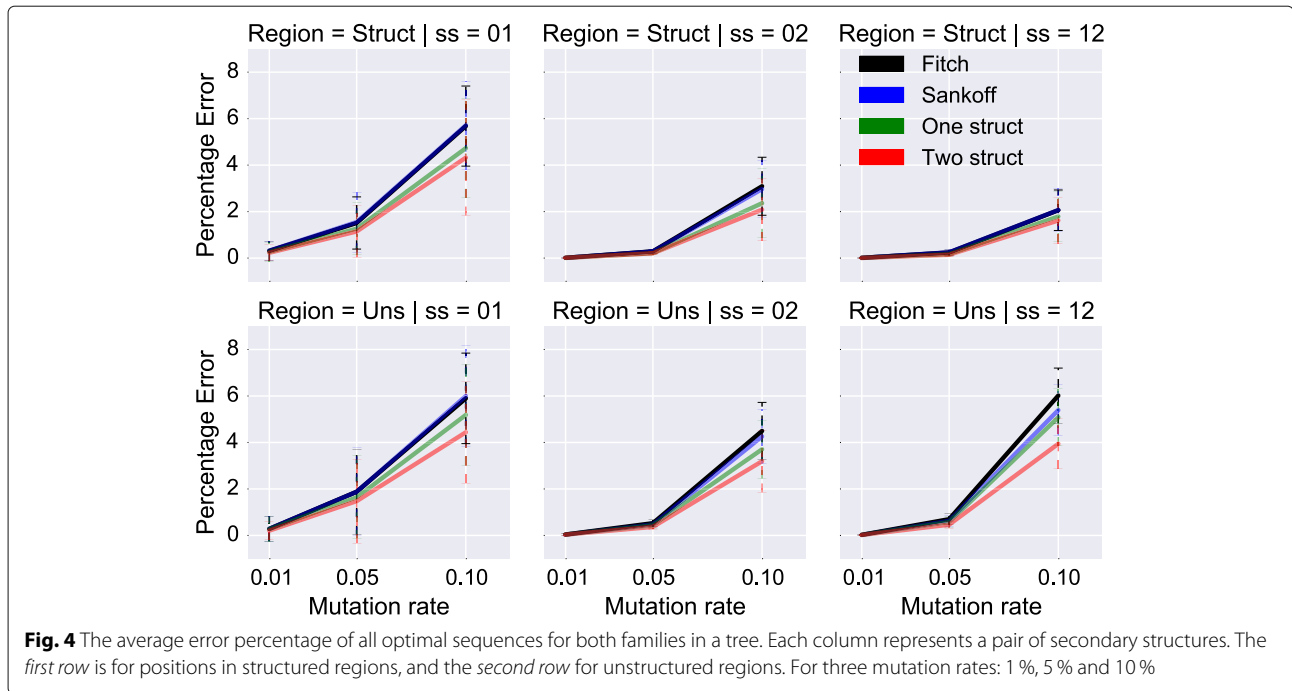 Region = Struct | ss = 01
Region = Struct | ss = 02
Region = Struct | ss = 12
Percentage Error
8
6
4
2
0
Fitch
Sankoff
One struct
Two struct
Region = Uns | ss = 01
Region = Uns | ss = 02
Region = Uns | ss = 12
Percentage Error
8
6
4
2
0
0.01 0.05 0.10
0.01 0.05 0.10
0.01 0.05 0.10
Mutation rate
Mutation rate
Mutation rate
Fig. 4 The average error percentage of all optimal sequences for both families in a tree. Each column represents a pair of secondary structures. The
first row is for positions in structured regions, and the second row for unstructured regions. For three mutation rates: 1 %, 5 % and 10 %